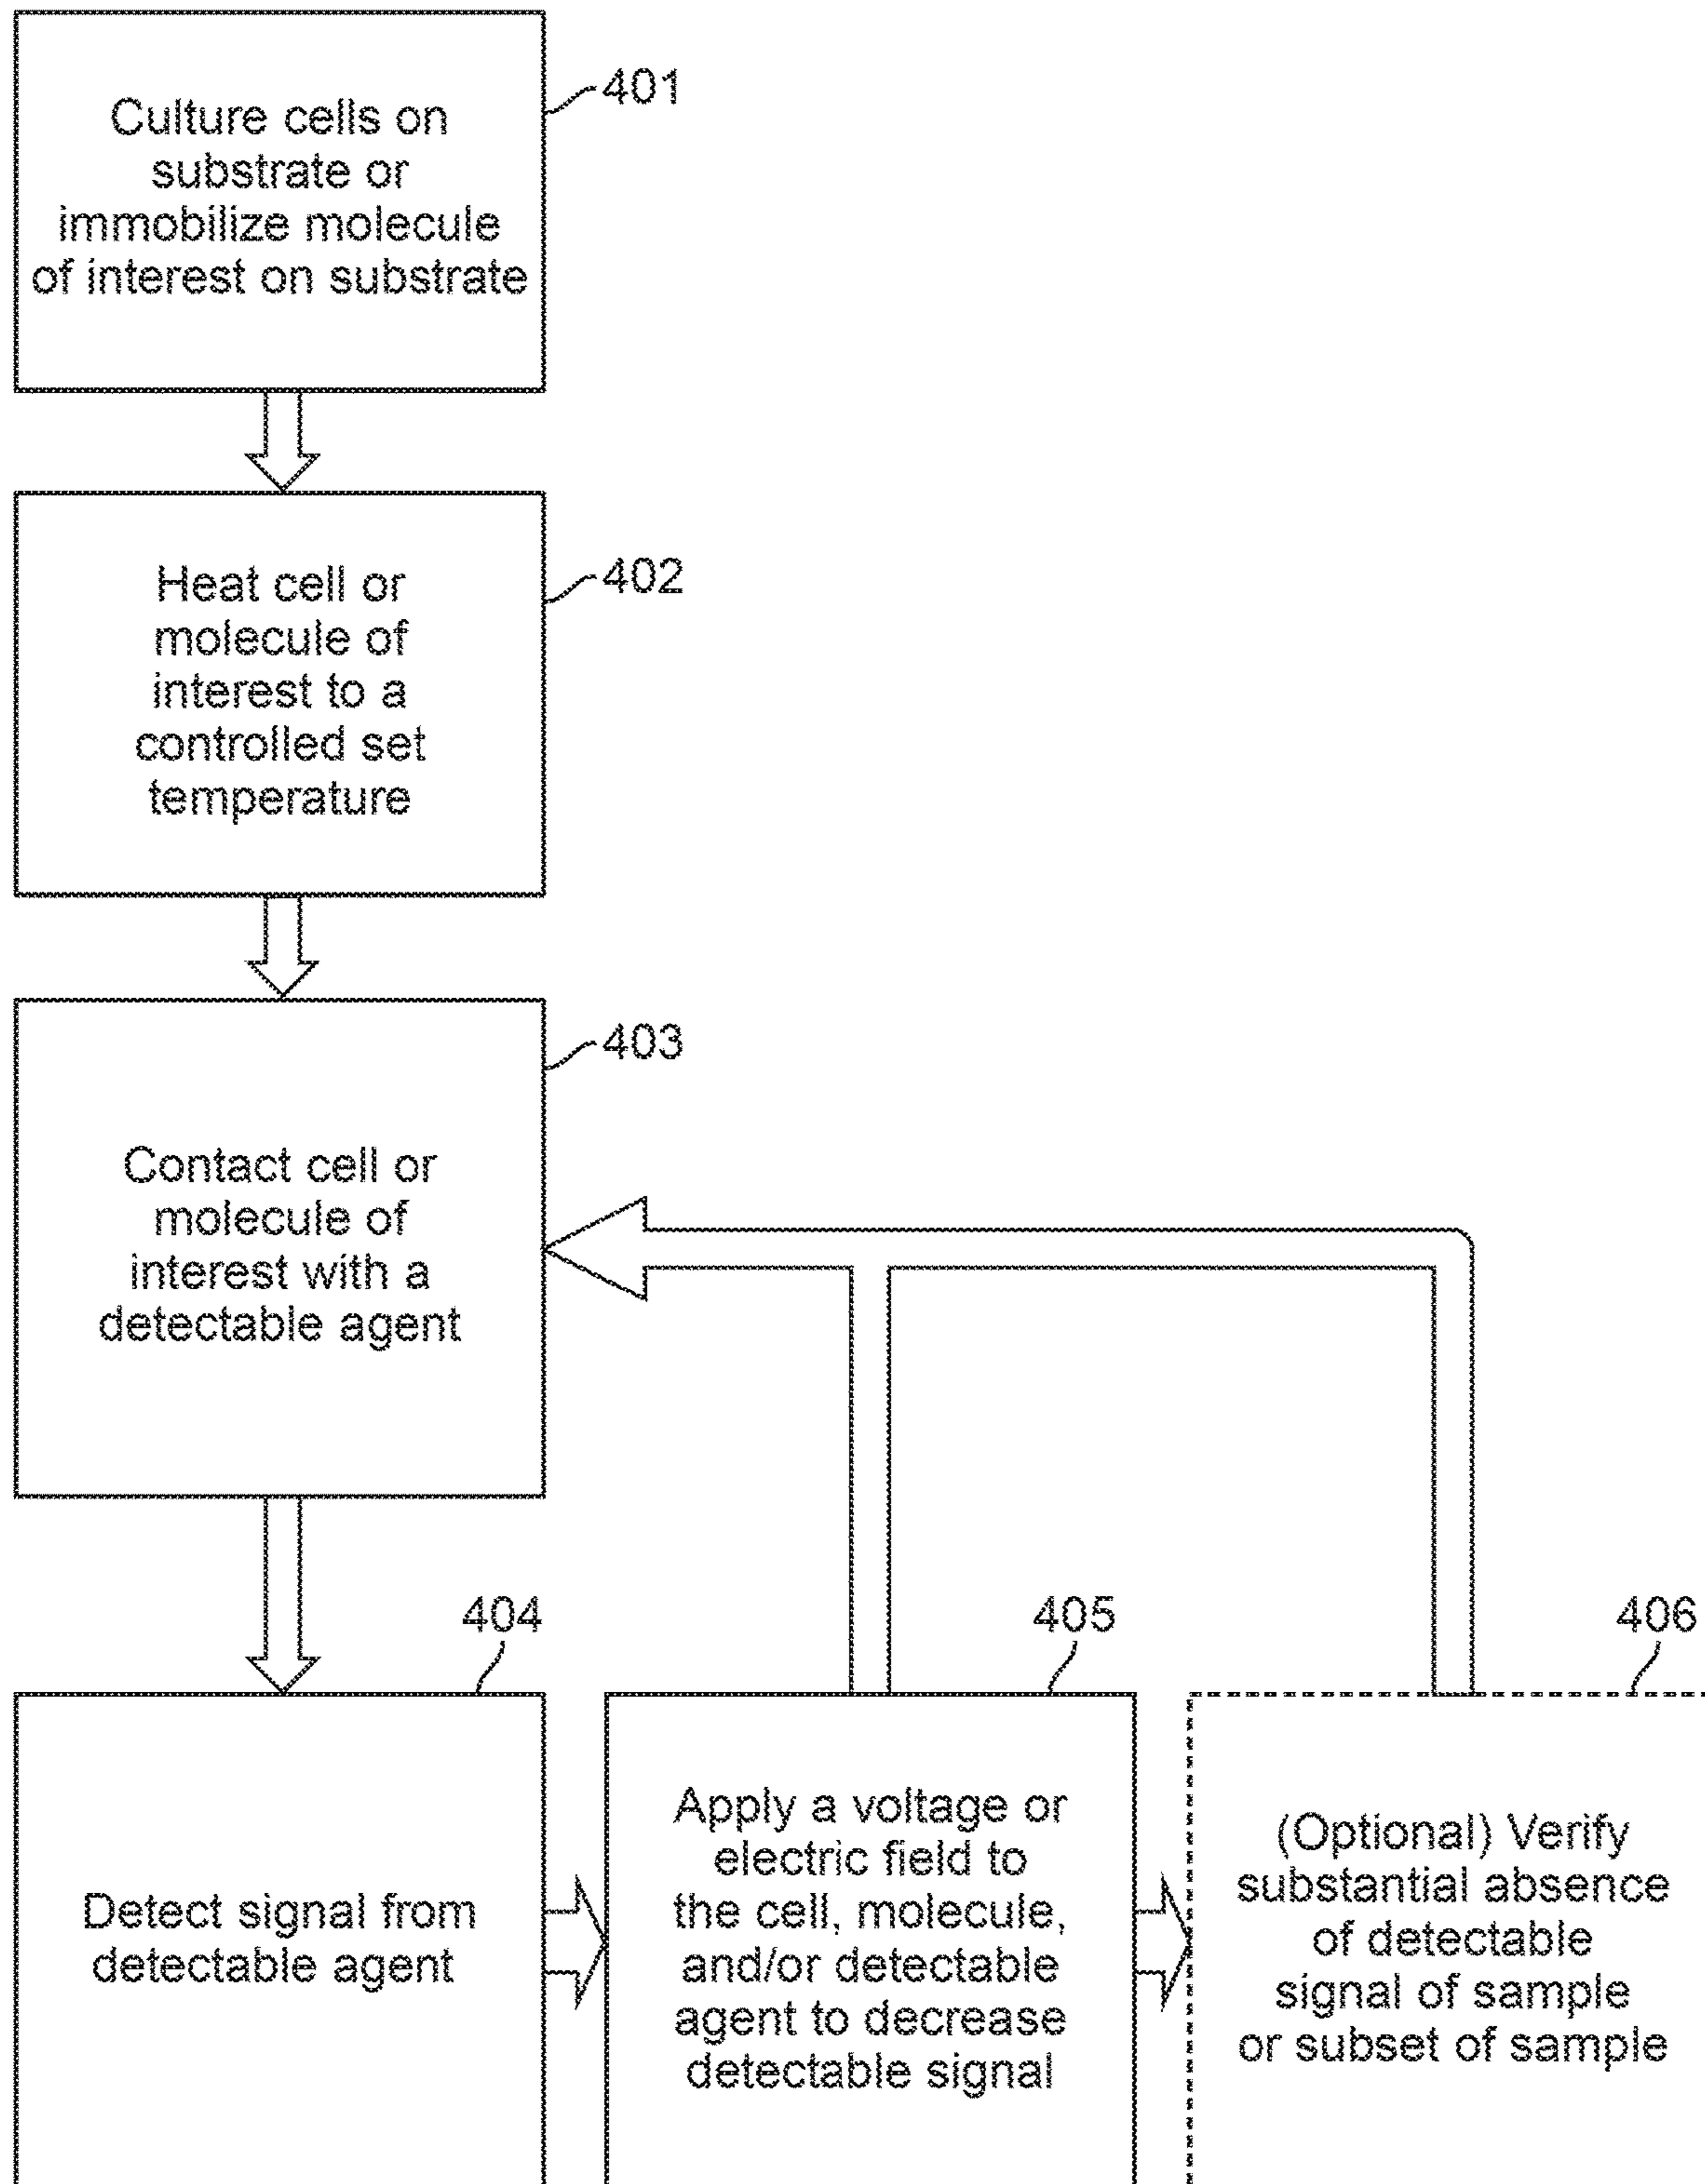 Culture cells on
substrate or
immobilize molecule
of interest on substrate
401
Heat cell or
molecule of
interest to a
controlled set
temperature
402
Contact cell or
molecule of
interest with a
detectable agent
403
404
Detect signal from
detectable agent
405
Apply a voltage or
electric field to
the cell, molecule,
and/or detectable
agent to decrease
detectable signal
406
(Optional) Verify
substantial absence
of detectable
signal of sample
or subset of sample